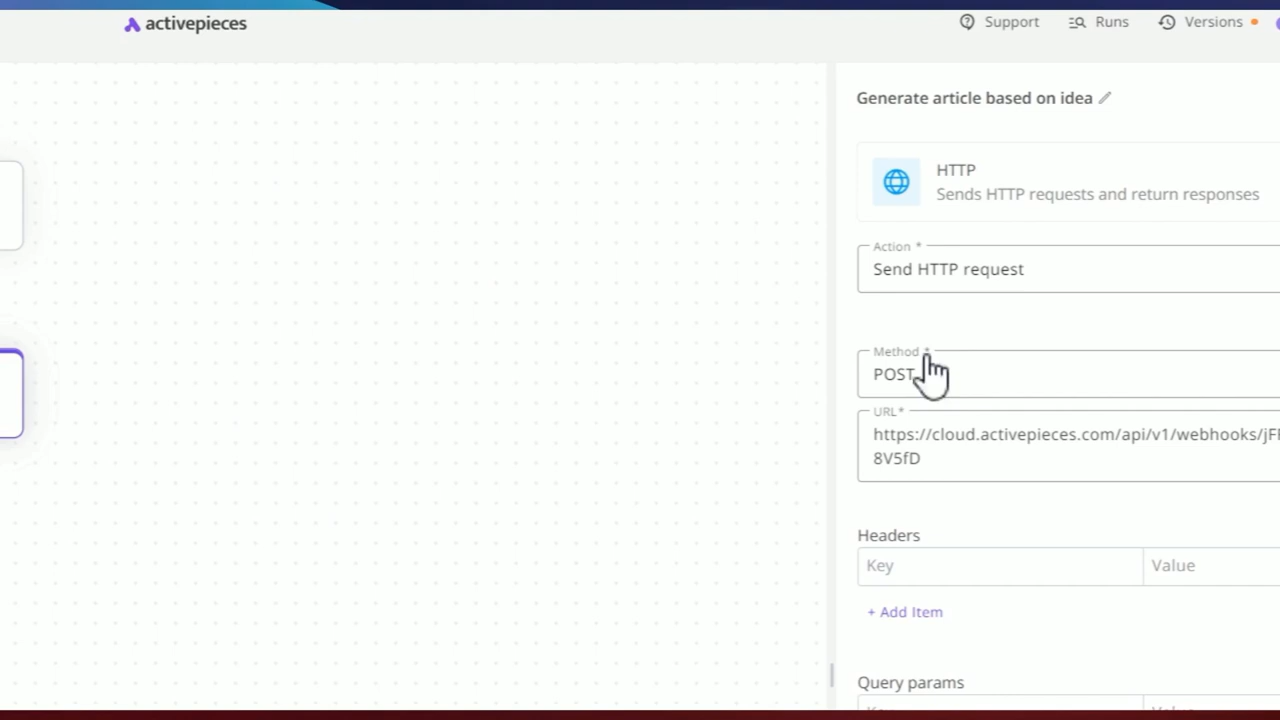 activepieces
Support
Runs
Versions
Generate article based on idea
HTTP
Sends HTTP requests and return responses
Action *
Send HTTP request
Method *
POST
URL*
https://cloud.activepieces.com/api/v1/webhooks/jF
8V5fD
Headers
Key
Value
+ Add Item
Query params